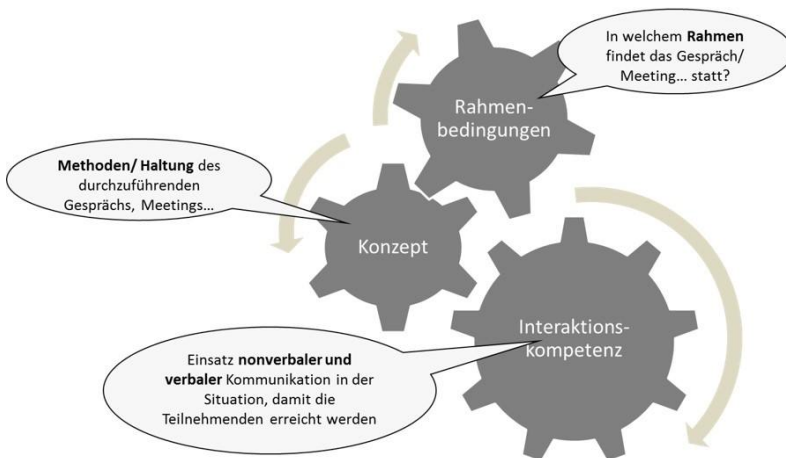 In welchem Rahmen
findet das Gespräch/
Meeting... statt?
Rahmen-
bedingungen
Methoden/ Haltung des
durchzuführenden
Gesprächs, Meetings...
Konzept
Interaktions-
kompetenz
Einsatz nonverbaler und
verbaler Kommunikation in der
Situation, damit die
Teilnehmenden erreicht werden